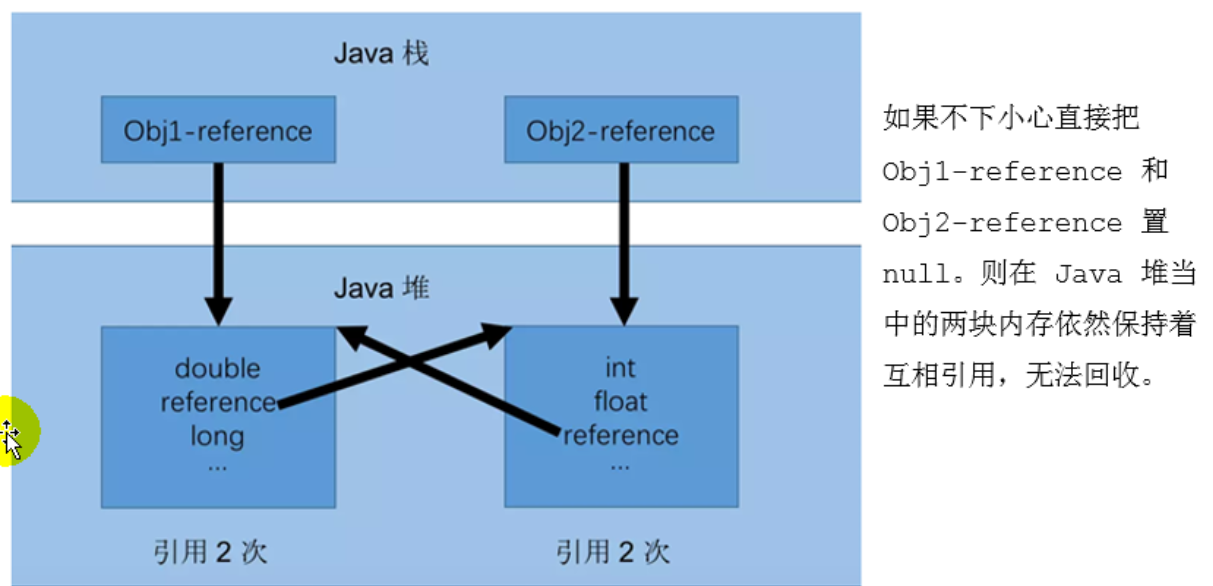 Java 栈
Obj1-reference
Obj2-reference
Java 堆
double
reference
long
...
int
float
reference
...
引用 2 次
引用 2 次
如果不下小心直接把
Obj1-reference 和
Obj2-reference 置
null。则在 Java 堆当
中的两块内存依然保持着
互相引用，无法回收。